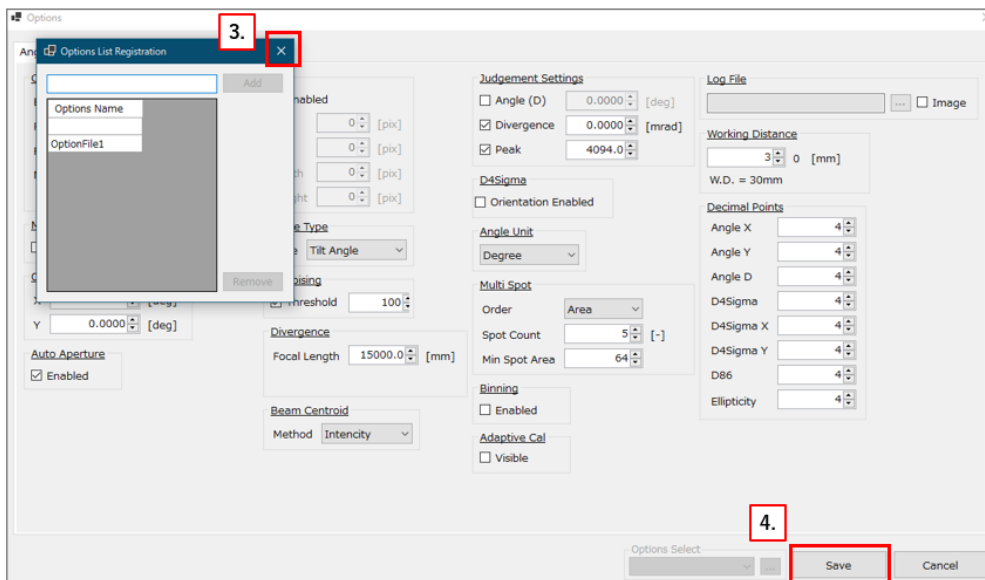 Options
3.
Options List Registration
Add
Options Name
OptionFile1
Remove
0 [pix]
0 [pix]
0 [pix]
0 [pix]
Type
Tilt Angle
Threshold 100
[deg]
Y 0.0000 [deg]
Auto Aperture
Enabled
Divergence
Focal Length 15000.0 [mm]
Beam Centroid
Method Intencity
Judgement Settings
Angle (D) 0.0000 [deg]
Divergence 0.0000 [mrad]
Peak 4094.0
D4Sigma
Orientation Enabled
Angle Unit
Degree
Multi Spot
Order Area
Spot Count 5 [-]
Min Spot Area 64
Binning
Enabled
Adaptive Cal
Visible
Log File
... Image
Working Distance
3 0 [mm]
W.D. = 30mm
Decimal Points
Angle X 4
Angle Y 4
Angle D 4
D4Sigma 4
D4Sigma X 4
D4Sigma Y 4
D86 4
Ellipticity 4
4.
Options Select
...
Save
Cancel